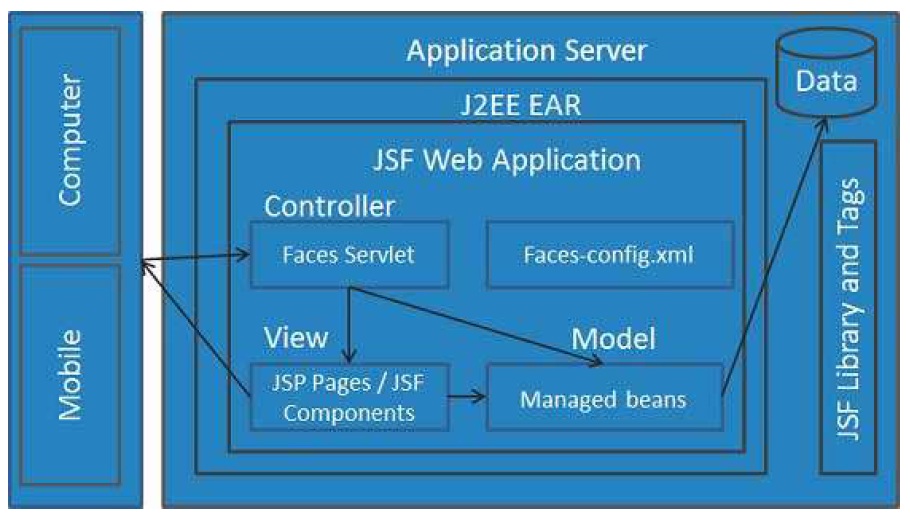 Computer
Mobile
Application Server
Data
J2EE EAR
JSF Web Application
Controller
Faces Servlet
Faces-config.xml
View
Model
JSP Pages / JSF
Components
Managed beans
JSF Library and Tags